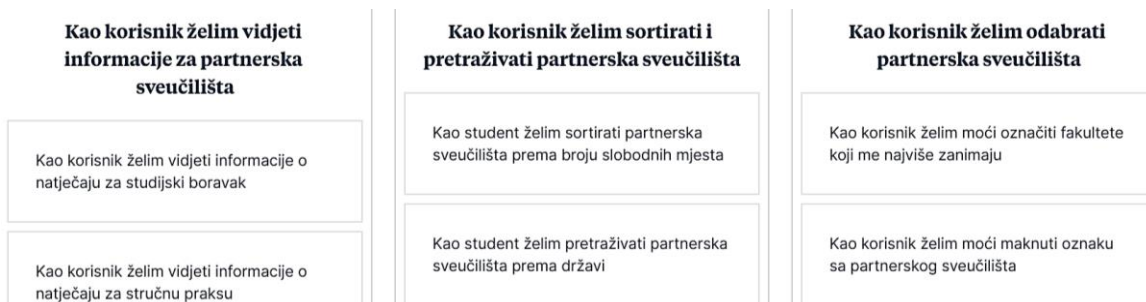 Kao korisnik želim vidjeti
informacije za partnerska
sveučilišta
Kao korisnik želim vidjeti informacije o
natječaju za studijski boravak
Kao korisnik želim vidjeti informacije o
natječaju za stručnu praksu
Kao korisnik želim sortirati i
pretraživati partnerska sveučilišta
Kao student želim sortirati partnerska
sveučilišta prema broju slobodnih mjesta
Kao student želim pretraživati partnerska
sveučilišta prema državi
Kao korisnik želim odabrati
partnerska sveučilišta
Kao korisnik želim moći označiti fakultete
koji me najviše zanimaju
Kao korisnik želim moći maknuti oznaku
sa partnerskog sveučilišta